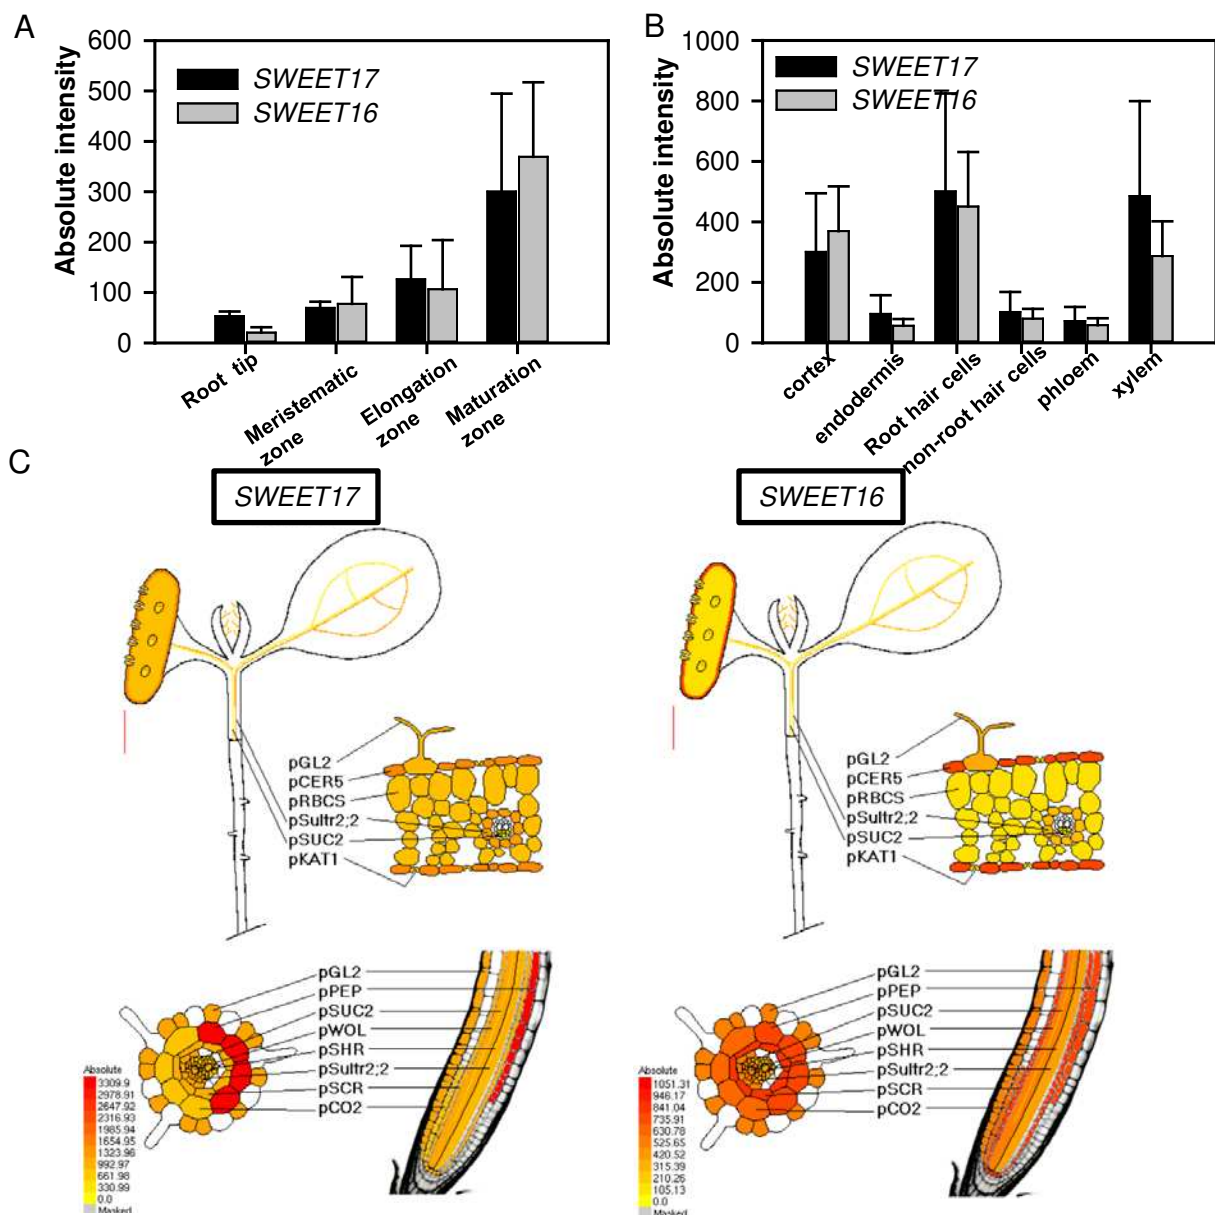 A
600
500
400
300
200
100
0
Absolute intensity
SWEET17
SWEET16
Root tip
Meristematic
zone
Elongation
zone
Maturation
zone
B
1000
800
600
400
200
0
Absolute intensity
SWEET17
SWEET16
cortex
endodermis
Root hair cells
non-root hair cells
phloem
xylem
C
SWEET17
pGL2
pCER5
pRBCS
pSultr2;2
pSUC2
pKAT1
pGL2
pPEP
pSUC2
pWOL
pSHR
pSultr2;2
pSCR
pCO2
Absolute
3309.9
2978.91
2647.92
2316.93
1985.94
1654.95
1323.96
992.97
661.98
330.99
0.0
Masked
SWEET16
pGL2
pCER5
pRBCS
pSultr2;2
pSUC2
pKAT1
pGL2
pPEP
pSUC2
pWOL
pSHR
pSultr2;2
pSCR
pCO2
Absolute
1051.31
946.17
841.04
735.91
630.78
525.65
420.52
315.39
210.26
105.13
0.0
Masked